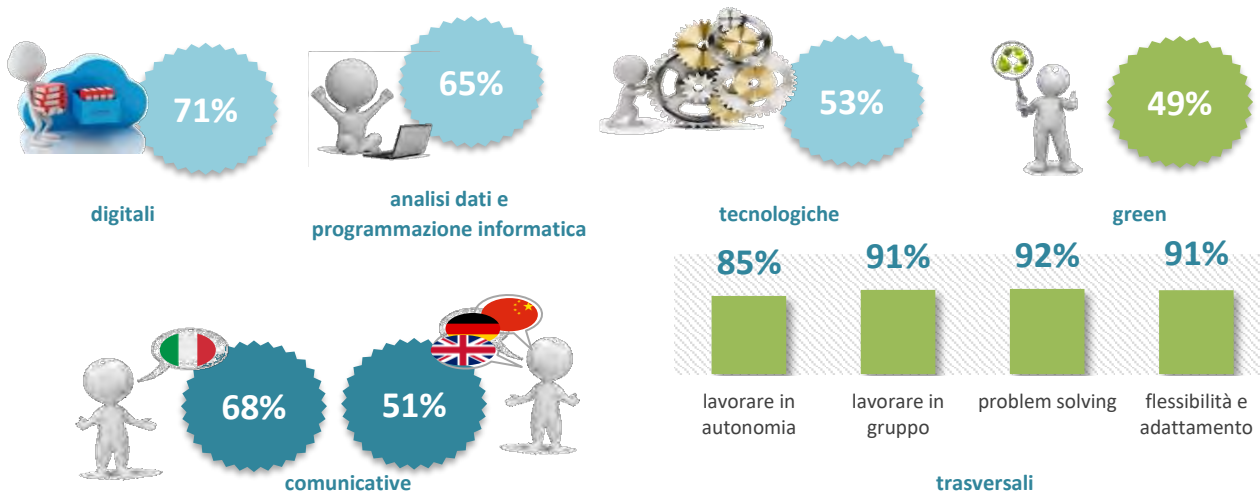 71%
65%
53%
49%
digitali
analisi dati e
programmazione informatica
tecnologiche
green
85%
91%
92%
91%
lavorare in
autonomia
lavorare in
gruppo
problem solving
flessibilità e
adattamento
68%
51%
comunicative
trasversali